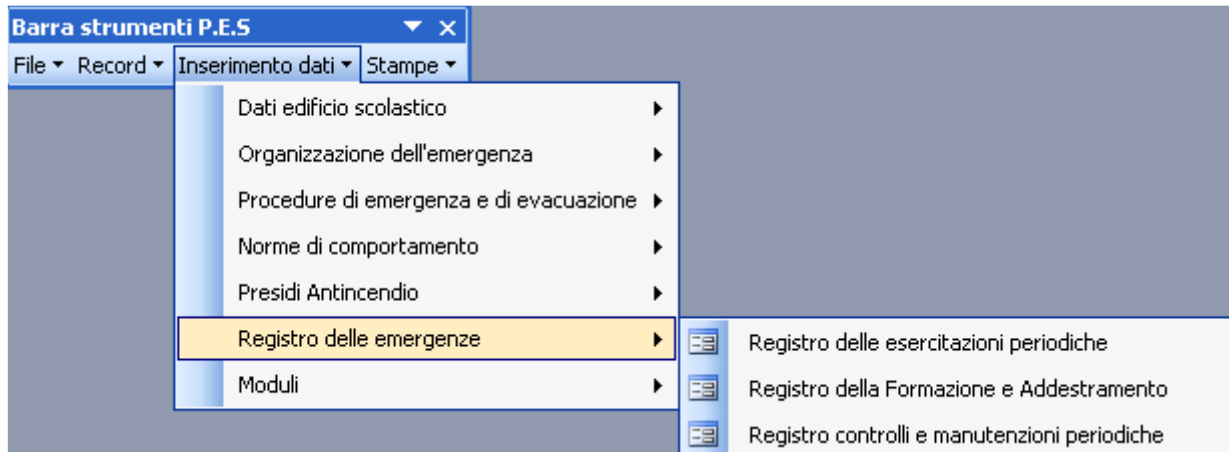 Barra strumenti P.E.S
File Record Inserimento dati Stampe
Dati edificio scolastico
Organizzazione dell'emergenza
Procedure di emergenza e di evacuazione
Norme di comportamento
Presidi Antincendio
Registro delle emergenze
Moduli
Registro delle esercitazioni periodiche
Registro della Formazione e Addestramento
Registro controlli e manutenzioni periodiche